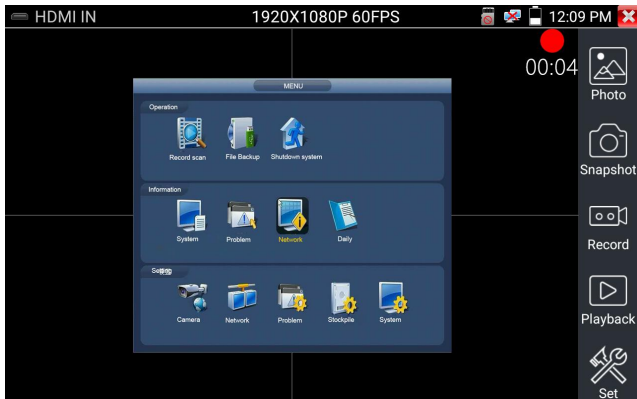 HDMI IN
1920X1080P 60FPS
12:09 PM
00:04
Photo
Snapshot
Record
Playback
Set
MENU
Operation
Record scan
File Backup
Shutdown system
Information
System
Problem
Network
Daily
Setting
Camera
Network
Problem
Stockpile
System